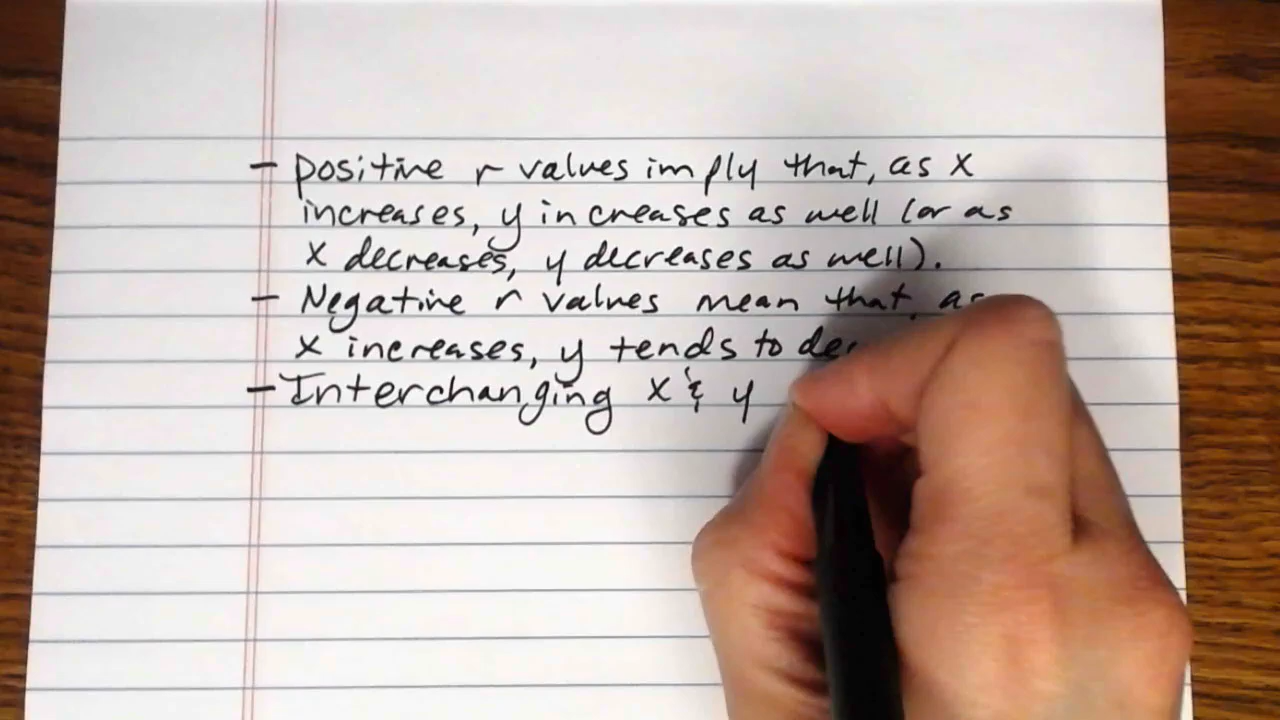 - positive r values imply that, as x
increases, y increases as well (or as
x decreases, y decreases as well).
- Negative r values mean that, as
x increases, y tends to
- Interchanging x & y